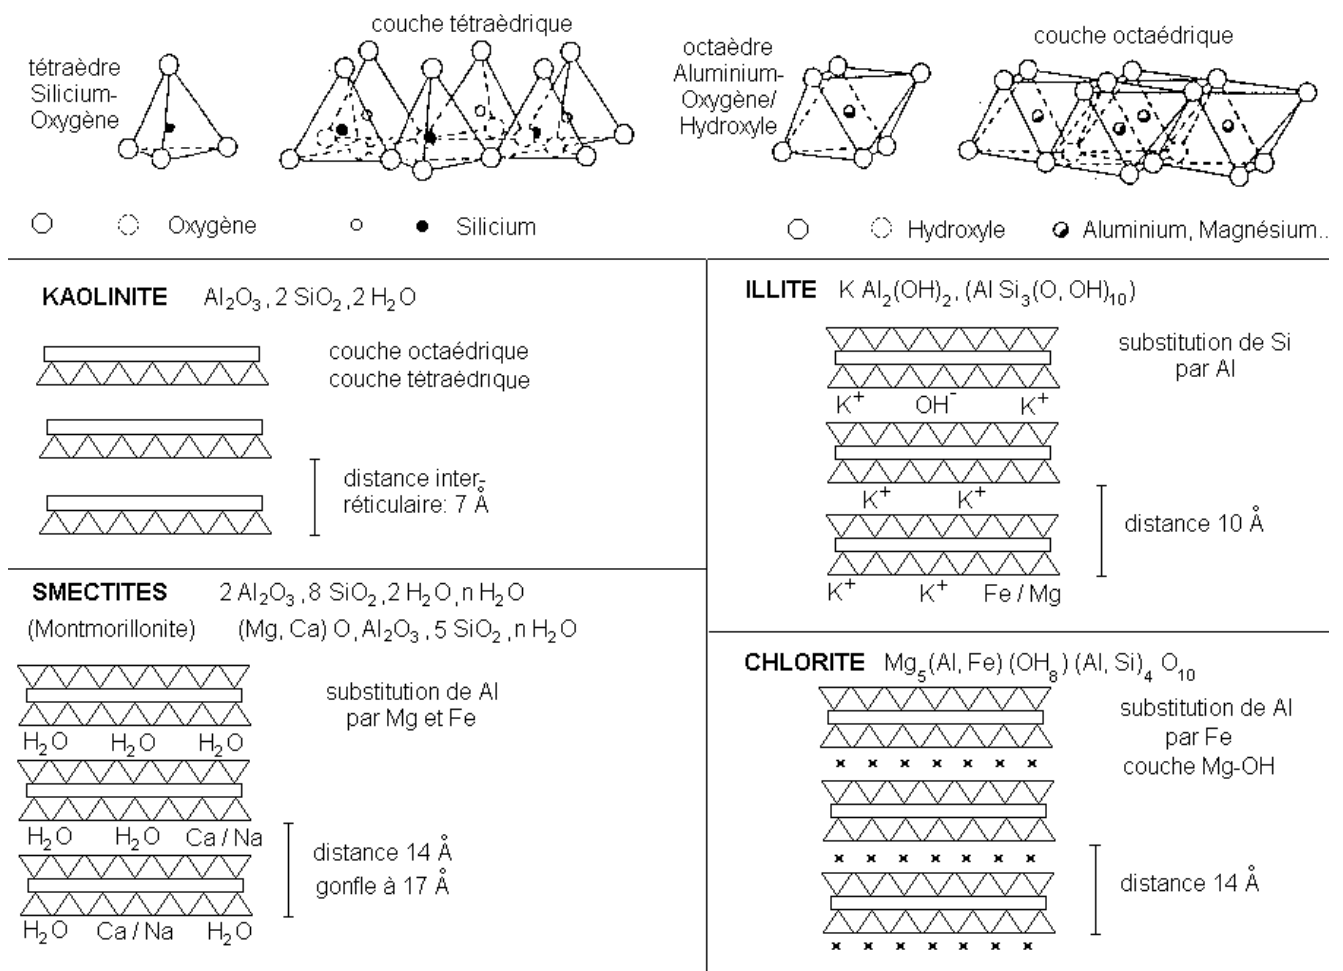 couche tétraèdrique
tétraèdre
Silicium-
Oxygène
octaèdre
Aluminium-
Oxygène/
Hydroxyle
couche octaédrique
Oxygène
Silicium
Hydroxyle
Aluminium, Magnésium..
KAOLINITE Al₂O₃, 2 SiO₂, 2 H₂O
couche octaédrique
couche tétraédrique
distance inter-
réticulaire: 7 Å
ILLITE K Al₂(OH)₂, (Al Si₃(O, OH)₁₀)
substitution de Si
par Al
K⁺ OH⁻ K⁺
K⁺ K⁺
distance 10 Å
K⁺ K⁺ Fe / Mg
SMECTITES 2 Al₂O₃, 8 SiO₂, 2 H₂O, n H₂O
(Montmorillonite) (Mg, Ca) O, Al₂O₃, 5 SiO₂, n H₂O
substitution de Al
par Mg et Fe
H₂O H₂O H₂O
H₂O H₂O Ca / Na
distance 14 Å
gonfle à 17 Å
H₂O Ca / Na H₂O
CHLORITE Mg₅(Al, Fe) (OH₈) (Al, Si)₄ O₁₀
substitution de Al
par Fe
couche Mg-OH
distance 14 Å